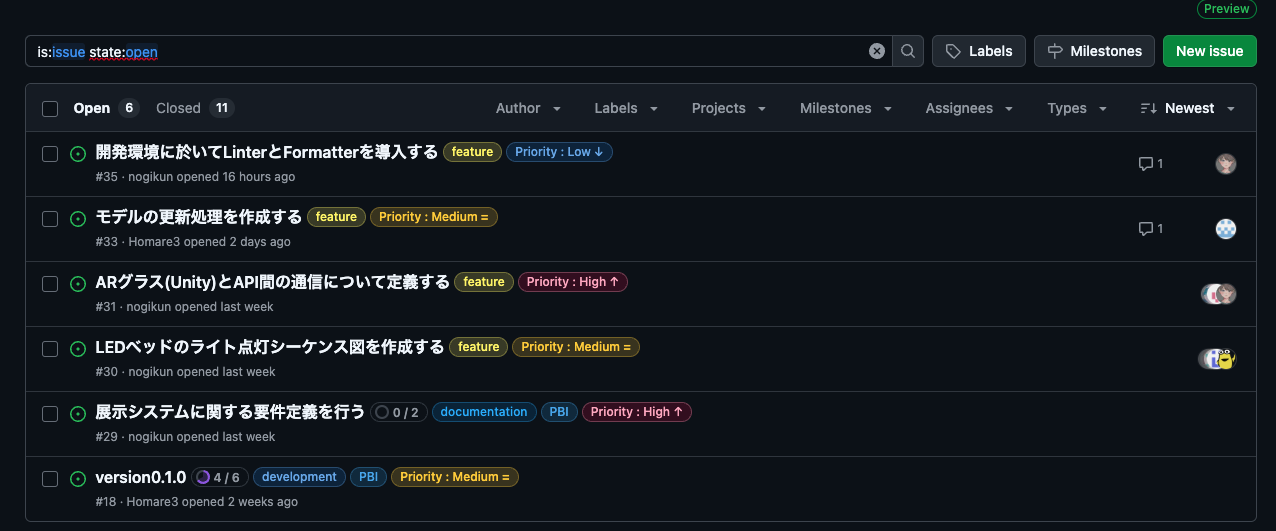 Preview
is:issue state:open Labels Milestones New issue
Open 6 Closed 11 Author Labels Projects Milestones Assignees Types Newest
開発環境に於いてLinterとFormatterを導入する feature Priority : Low ↓
#35 · nogikun opened 16 hours ago 1
モデルの更新処理を作成する feature Priority : Medium =
#33 · Homare3 opened 2 days ago 1
ARグラス(Unity)とAPI間の通信について定義する feature Priority : High ↑
#31 · nogikun opened last week
LEDベッドのライト点灯シーケンス図を作成する feature Priority : Medium =
#30 · nogikun opened last week
展示システムに関する要件定義を行う 0 / 2 documentation PBI Priority : High ↑
#29 · nogikun opened last week
version0.1.0 4 / 6 development PBI Priority : Medium =
#18 · Homare3 opened 2 weeks ago